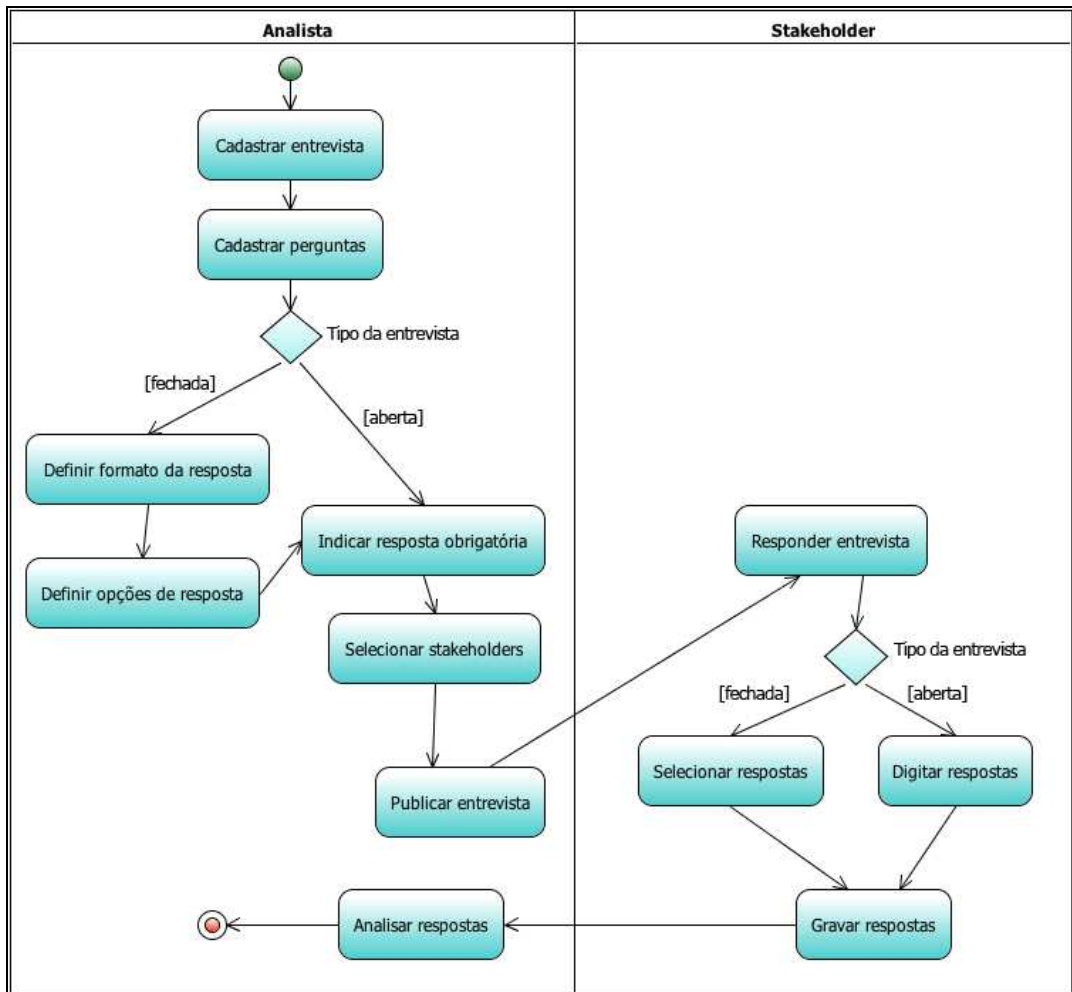 Analista
Stakeholder
Cadastrar entrevista
Cadastrar perguntas
Tipo da entrevista
[fechada]
[aberta]
Definir formato da resposta
Indicar resposta obrigatória
Definir opções de resposta
Selecionar stakeholders
Publicar entrevista
Responder entrevista
Tipo da entrevista
[fechada]
[aberta]
Selecionar respostas
Digitar respostas
Gravar respostas
Analisar respostas